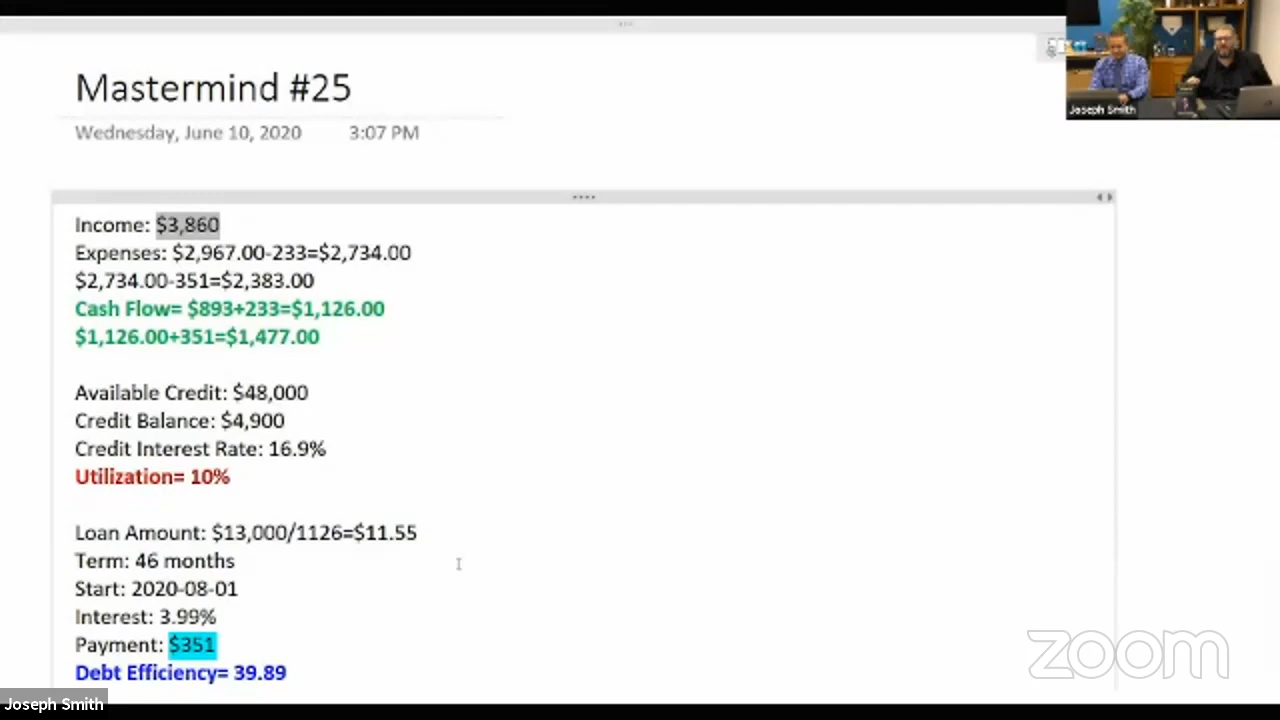 Joseph Smith
Mastermind #25
Wednesday, June 10, 2020 3:07 PM
Income: $3,860
Expenses: $2,967.00-233=$2,734.00
$2,734.00-351=$2,383.00
Cash Flow= $893+233=$1,126.00
$1,126.00+351=$1,477.00
Available Credit: $48,000
Credit Balance: $4,900
Credit Interest Rate: 16.9%
Utilization= 10%
Loan Amount: $13,000/1126=$11.55
Term: 46 months
Start: 2020-08-01
Interest: 3.99%
Payment: $351
Debt Efficiency= 39.89
zoom
Joseph Smith